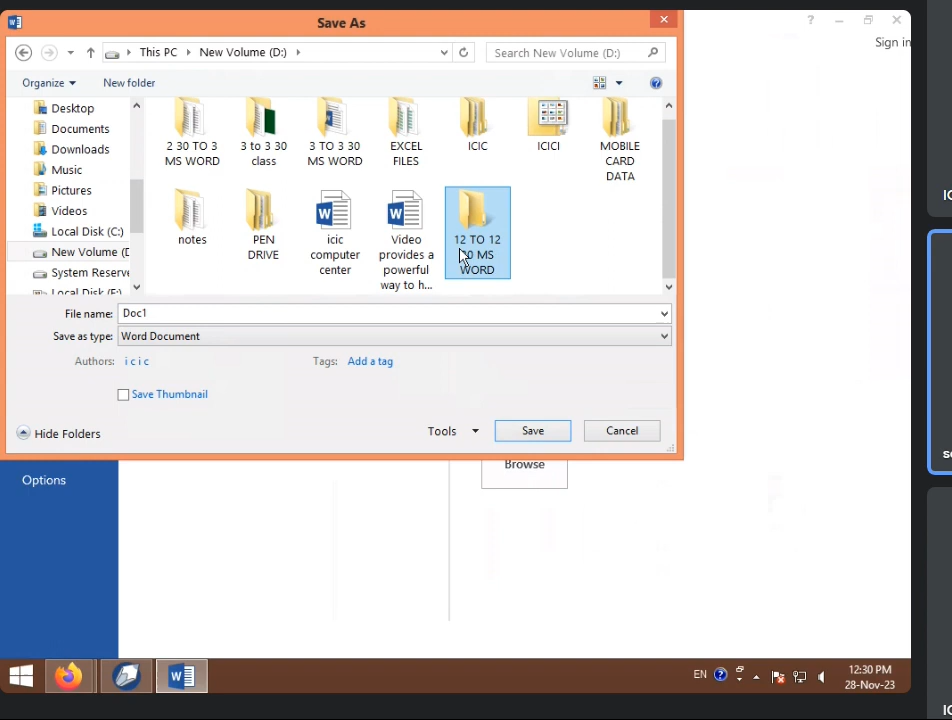 Save As
?
Sign in
This PC
New Volume (D:)
Search New Volume (D:)
Organize
New folder
?
Desktop
Documents
Downloads
Music
Pictures
Videos
Local Disk (C:)
New Volume (D
System Reserve
Local Disk (F:)
2 30 TO 3
MS WORD
3 to 3 30
class
3 TO 3 30
MS WORD
EXCEL
FILES
ICIC
ICICI
MOBILE
CARD
DATA
notes
PEN
DRIVE
icic
computer
center
Video
provides a
powerful
way to h...
12 TO 12
30 MS
WORD
File name:
Doc1
Save as type:
Word Document
Authors:
i c i c
Tags:
Add a tag
Save Thumbnail
Hide Folders
Tools
Save
Cancel
Browse
Options
EN
12:30 PM
28-Nov-23